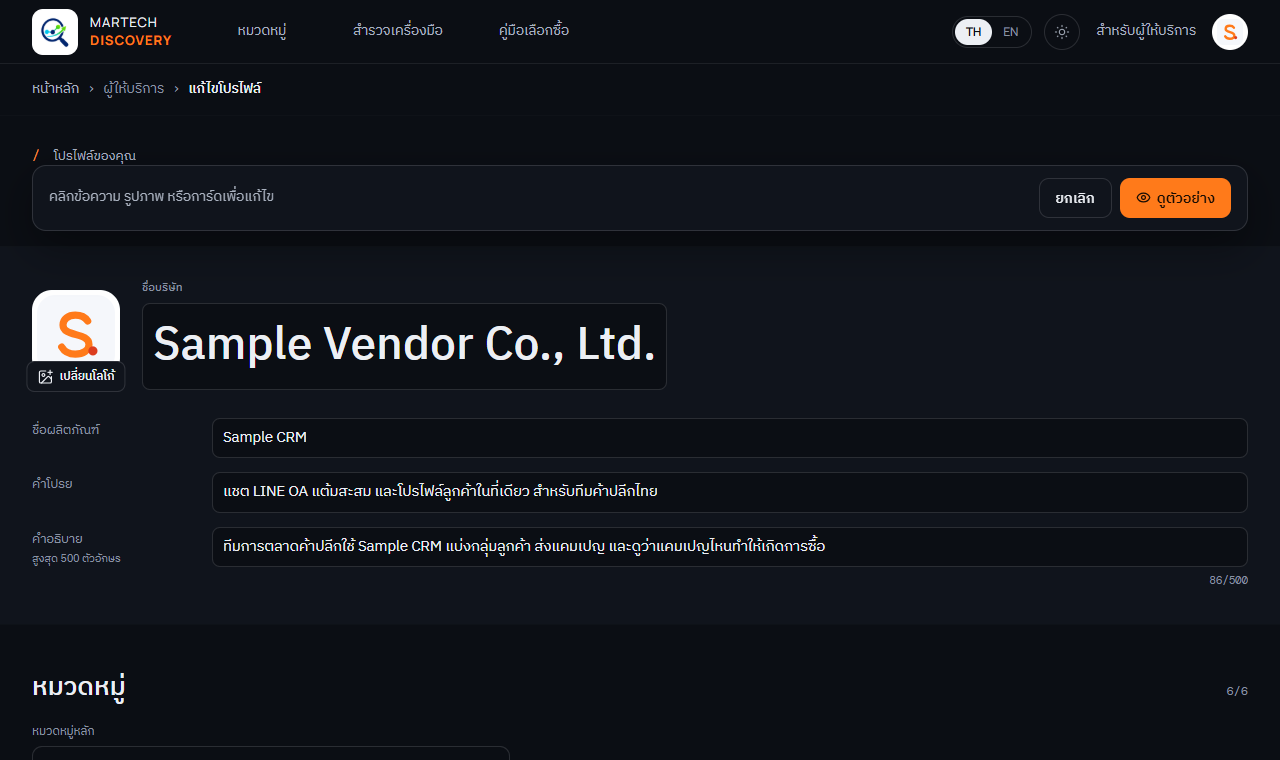 MARTECH
DISCOVERY
หมวดหมู่
สำรวจเครื่องมือ
คู่มือเลือกซื้อ
TH
EN
สำหรับผู้ให้บริการ
S.
หน้าหลัก › ผู้ให้บริการ › แก้ไขโปรไฟล์
/ โปรไฟล์ของคุณ
คลิกข้อความ รูปภาพ หรือการ์ดเพื่อแก้ไข
ยกเลิก
ดูตัวอย่าง
ชื่อบริษัท
S.
Sample Vendor Co., Ltd.
เปลี่ยนโลโก้
ชื่อผลิตภัณฑ์
Sample CRM
คำโปรย
แชต LINE OA แต้มสะสม และโปรไฟล์ลูกค้าในที่เดียว สำหรับทีมค้าปลีกไทย
คำอธิบาย
สูงสุด 500 ตัวอักษร
ทีมการตลาดค้าปลีกใช้ Sample CRM แบ่งกลุ่มลูกค้า ส่งแคมเปญ และดูว่าแคมเปญไหนทำให้เกิดการซื้อ
86/500
หมวดหมู่
6/6
หมวดหมู่หลัก